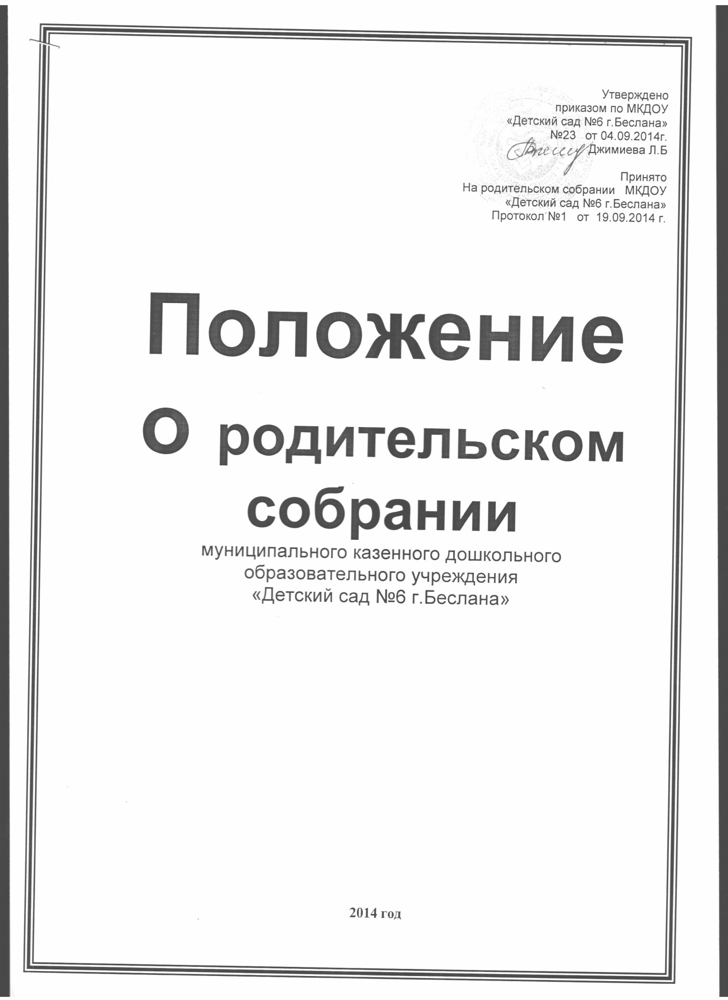 Утверждено
приказом по МКДОУ
«Детский сад №6 г.Беслана»
№23 от 04.09.2014г.
Джимиева Л.Б
Принято
На родительском собрании МКДОУ
«Детский сад №6 г.Беслана»
Протокол №1 от 19.09.2014 г.
Положение
О родительском
собрании
муниципального казенного дошкольного
образовательного учреждения
«Детский сад №6 г.Беслана»
2014 год